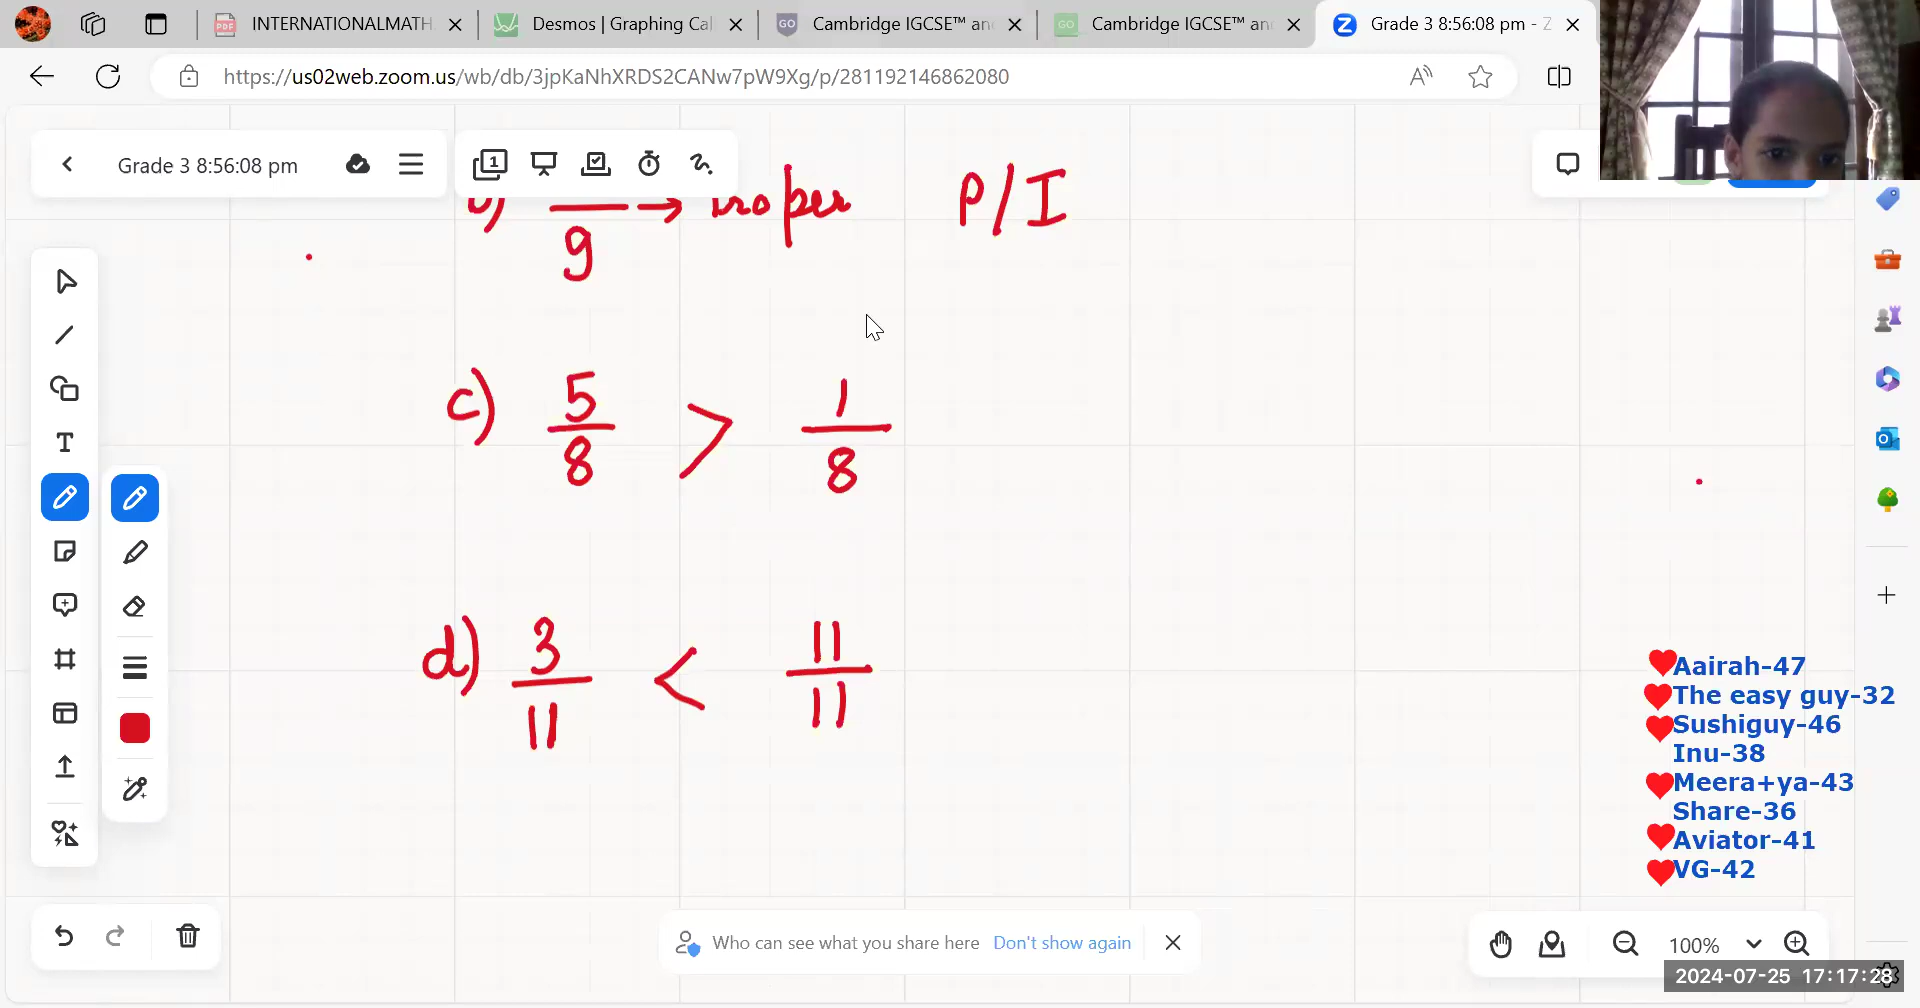 INTERNATIONALMATH
Desmos | Graphing Cal
Cambridge IGCSE™ an
Cambridge IGCSE™ an
Grade 3 8:56:08 pm - Z
https://us02web.zoom.us/wb/db/3jpKaNhXRDS2CANw7pW9Xg/p/281192146862080
Grade 3 8:56:08 pm
1
b) — → Proper P/I
9
c) 5/8 > 1/8
d) 3/11 < 11/11
Aairah-47
The easy guy-32
Sushiguy-46
Inu-38
Meera+ya-43
Share-36
Aviator-41
VG-42
Who can see what you share here Don't show again
100%
2024-07-25 17:17:28